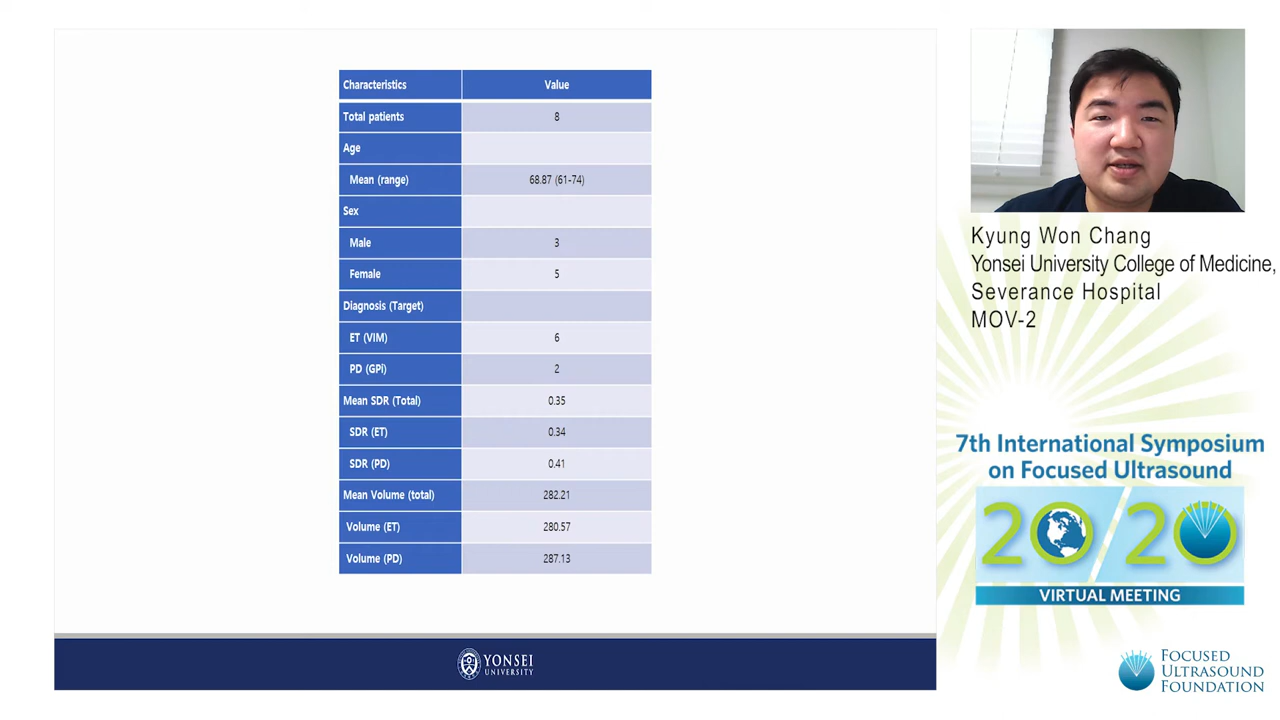 Characteristics Value
Total patients 8
Age
Mean (range) 68.87 (61-74)
Sex
Male 3
Female 5
Diagnosis (Target)
ET (VIM) 6
PD (GPi) 2
Mean SDR (Total) 0.35
SDR (ET) 0.34
SDR (PD) 0.41
Mean Volume (total) 282.21
Volume (ET) 280.57
Volume (PD) 287.13
YONSEI
UNIVERSITY
Kyung Won Chang
Yonsei University College of Medicine,
Severance Hospital
MOV-2
7th International Symposium
on Focused Ultrasound
20/20
VIRTUAL MEETING
FOCUSED
ULTRASOUND
FOUNDATION